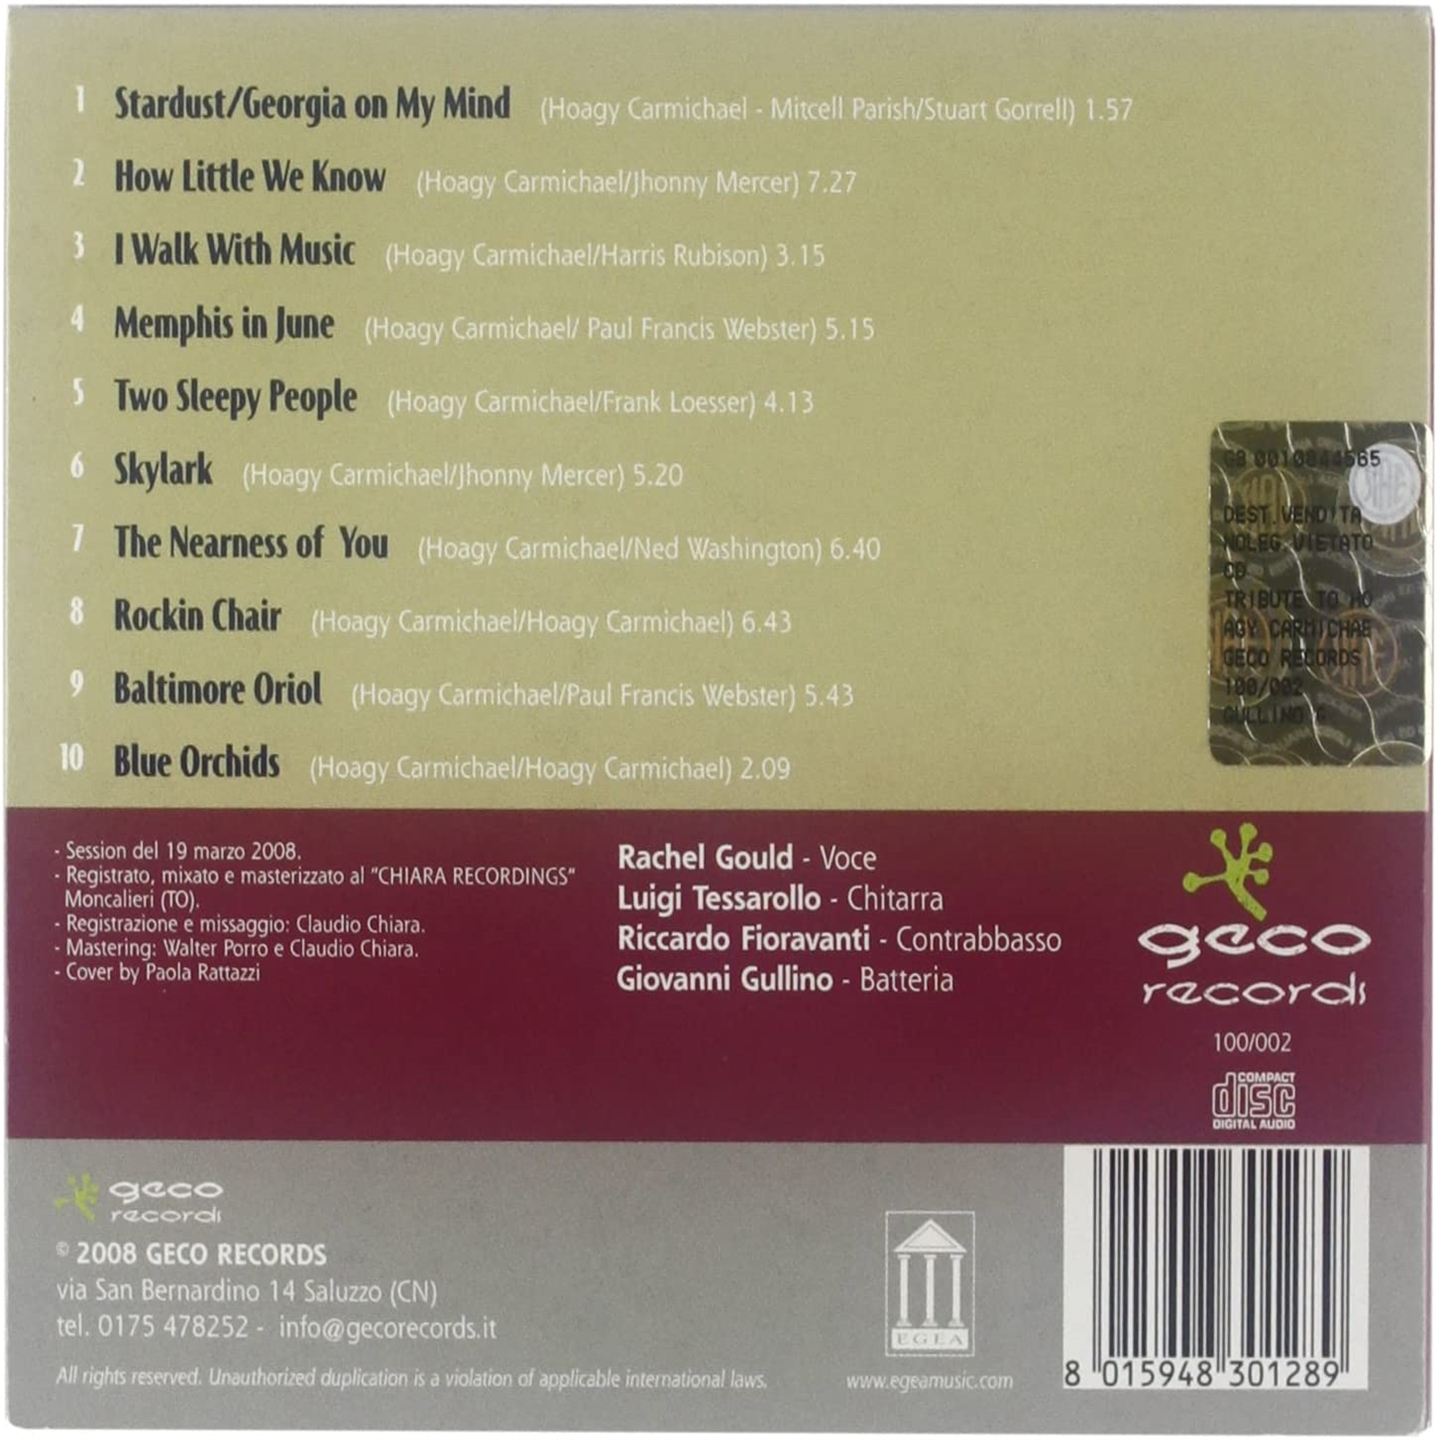 1 Stardust/Georgia on My Mind (Hoagy Carmichael - Mitcell Parish/Stuart Gorrell) 1.57
2 How Little We Know (Hoagy Carmichael/Jhonny Mercer) 7.27
3 I Walk With Music (Hoagy Carmichael/Harris Rubison) 3.15
4 Memphis in June (Hoagy Carmichael/ Paul Francis Webster) 5.15
5 Two Sleepy People (Hoagy Carmichael/Frank Loesser) 4.13
6 Skylark (Hoagy Carmichael/Jhonny Mercer) 5.20
7 The Nearness of You (Hoagy Carmichael/Ned Washington) 6.40
8 Rockin Chair (Hoagy Carmichael/Hoagy Carmichael) 6.43
9 Baltimore Oriol (Hoagy Carmichael/Paul Francis Webster) 5.43
10 Blue Orchids (Hoagy Carmichael/Hoagy Carmichael) 2.09
DEST.VENDITA
NOLEG.VIETATO
CD
TRIBUTE TO HO
AGY CARMICHAE
GECO RECORDS
100/002
GULLINO
- Session del 19 marzo 2008.
- Registrato, mixato e masterizzato al "CHIARA RECORDINGS"
Moncalieri (TO).
- Registrazione e missaggio: Claudio Chiara.
- Mastering: Walter Porro e Claudio Chiara.
- Cover by Paola Rattazzi
Rachel Gould - Voce
Luigi Tessarollo - Chitarra
Riccardo Fioravanti - Contrabbasso
Giovanni Gullino - Batteria
geco
records
100/002
COMPACT
disc
DIGITAL AUDIO
geco
records
© 2008 GECO RECORDS
via San Bernardino 14 Saluzzo (CN)
tel. 0175 478252 - info@gecorecords.it
All rights reserved. Unauthorized duplication is a violation of applicable international laws.
EGEA
www.egeamusic.com
8 015948 301289